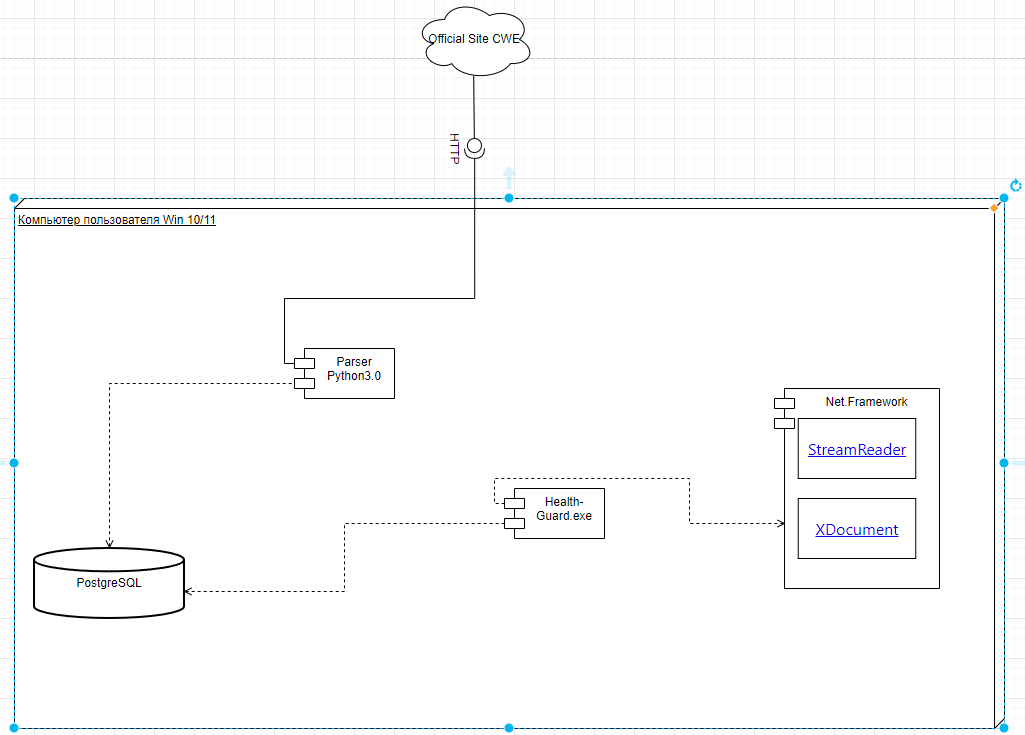 Official Site CWE
HTTP
Компьютер пользователя Win 10/11
Parser
Python3.0
Net.Framework
StreamReader
Health-
Guard.exe
XDocument
PostgreSQL